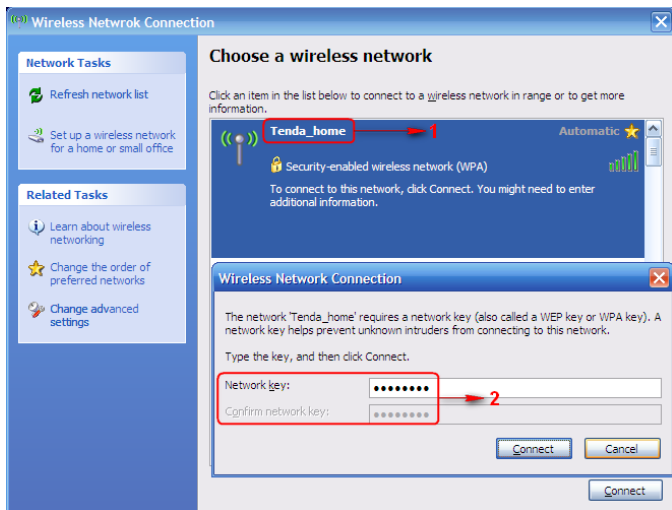 Wireless Netwrok Connection
Network Tasks
Refresh network list
Set up a wireless network
for a home or small office
Related Tasks
Learn about wireless
networking
Change the order of
preferred networks
Change advanced
settings
Choose a wireless network
Click an item in the list below to connect to a wireless network in range or to get more
information.
Tenda_home
1
Automatic
Security-enabled wireless network (WPA)
To connect to this network, click Connect. You might need to enter
additional information.
Wireless Network Connection
The network 'Tenda_home' requires a network key (also called a WEP key or WPA key). A
network key helps prevent unknown intruders from connecting to this network.
Type the key, and then click Connect.
Network key: ••••••••
2
Confirm network key: ••••••••
Connect Cancel
Connect